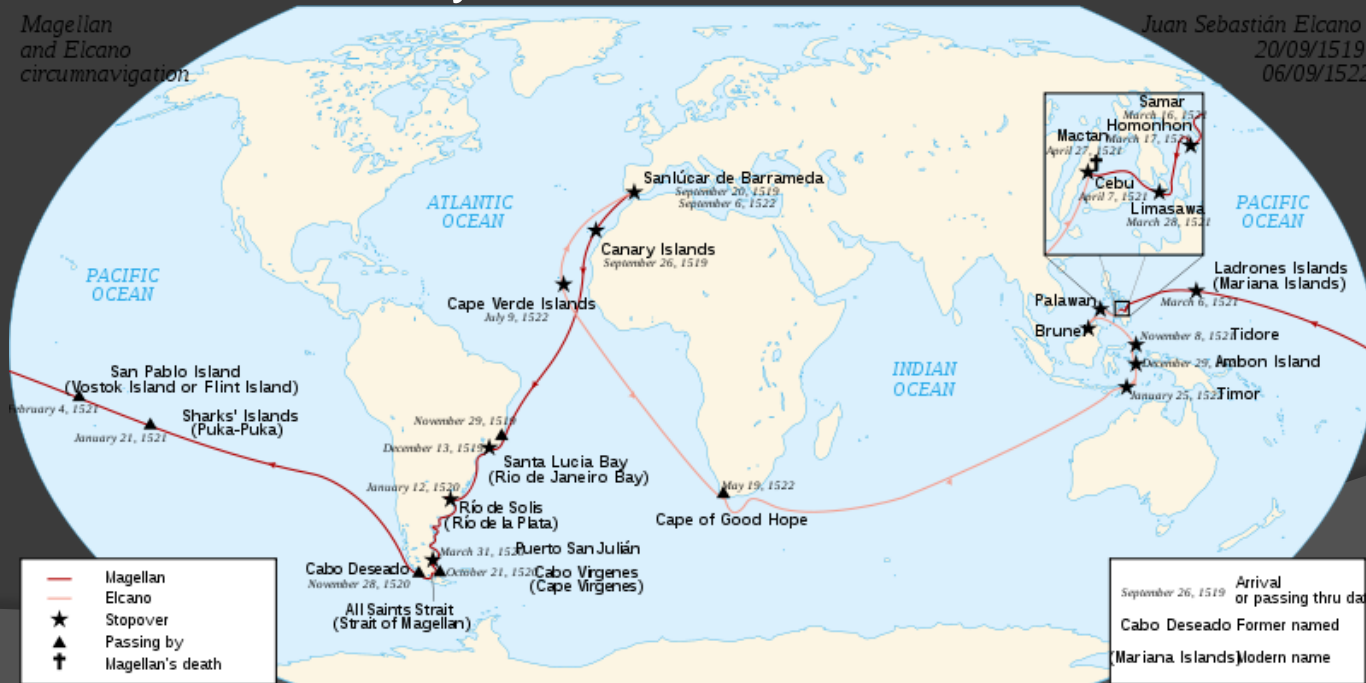 Magellan
and Elcano
circumnavigation
Juan Sebastián Elcano
20/09/1519
06/09/1522
Samar
March 16, 1521
Homonhon
March 17, 1521
Mactan
April 27, 1521
Cebu
April 7, 1521
Limasawa
March 28, 1521
Sanlúcar de Barrameda
September 20, 1519
September 6, 1522
ATLANTIC
OCEAN
PACIFIC
OCEAN
Canary Islands
September 26, 1519
PACIFIC
OCEAN
Cape Verde Islands
July 9, 1522
Ladrones Islands
(Mariana Islands)
March 6, 1521
Palawan
Brunei
November 8, 1521
Tidore
December 29,
Ambon Island
January 25, 1522
Timor
INDIAN
OCEAN
San Pablo Island
(Vostok Island or Flint Island)
February 4, 1521
Sharks' Islands
(Puka-Puka)
January 21, 1521
November 29, 1519
December 13, 1519
Santa Lucia Bay
(Rio de Janeiro Bay)
January 12, 1520
Río de Solis
(Río de la Plata)
May 19, 1522
Cape of Good Hope
March 31, 1520
Puerto San Julián
Cabo Deseado
November 28, 1520
October 21, 1520
Cabo Virgenes
(Cape Virgenes)
All Saints Strait
(Strait of Magellan)
Magellan
Elcano
Stopover
Passing by
Magellan's death
September 26, 1519
Arrival
or passing thru dat
Cabo Deseado Former named
(Mariana Islands) Modern name